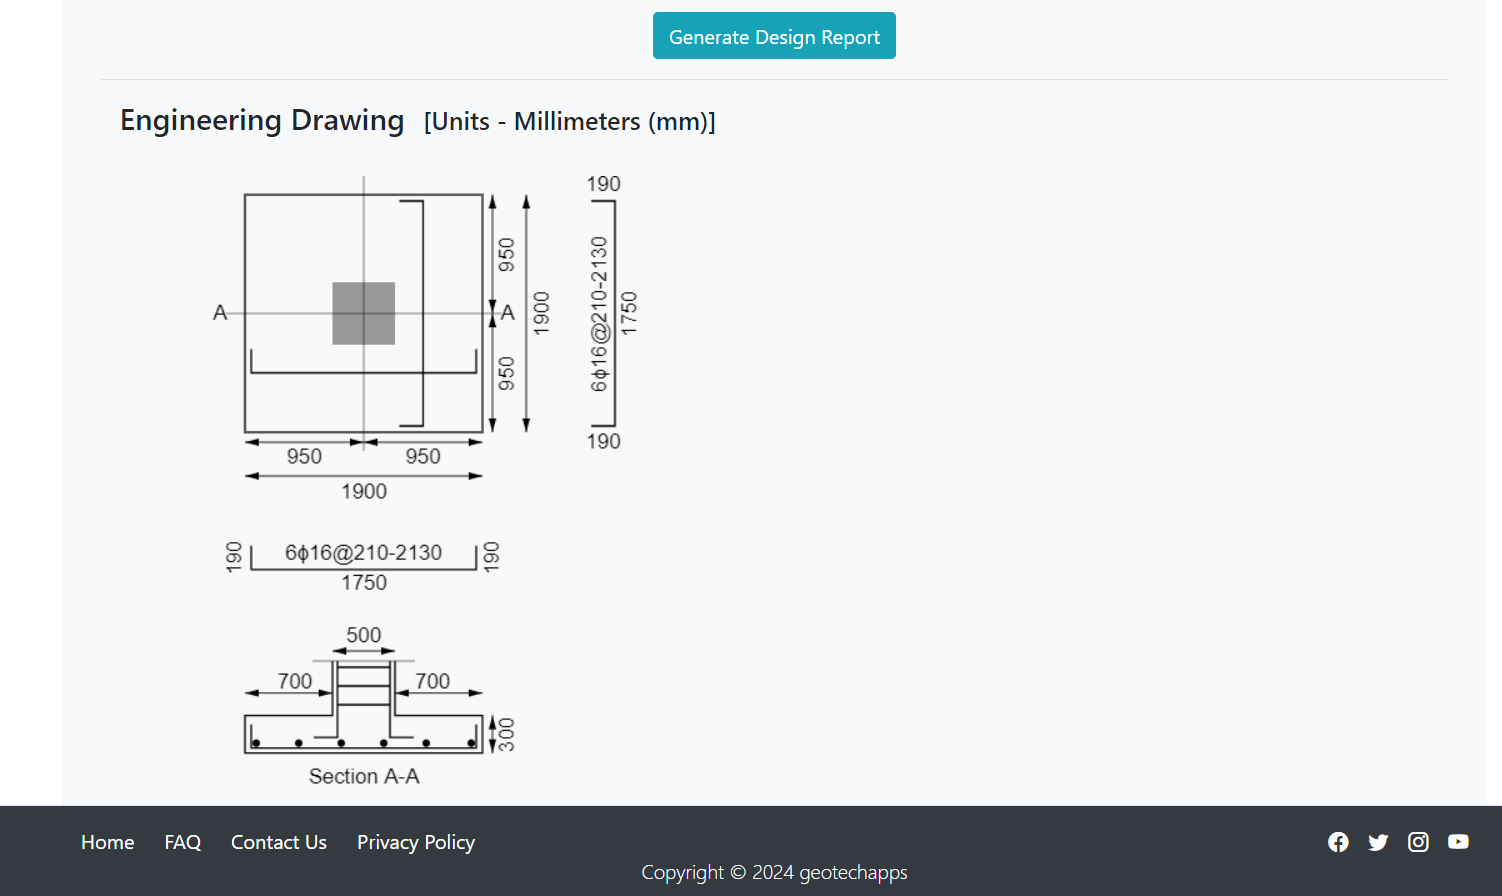 Generate Design Report
Engineering Drawing [Units - Millimeters (mm)]
190
950
A
A
1900
6ϕ16@210-2130
1750
950
190
950 950
1900
190
6ϕ16@210-2130
190
1750
500
700 700
300
Section A-A
Home FAQ Contact Us Privacy Policy
Copyright © 2024 geotechapps